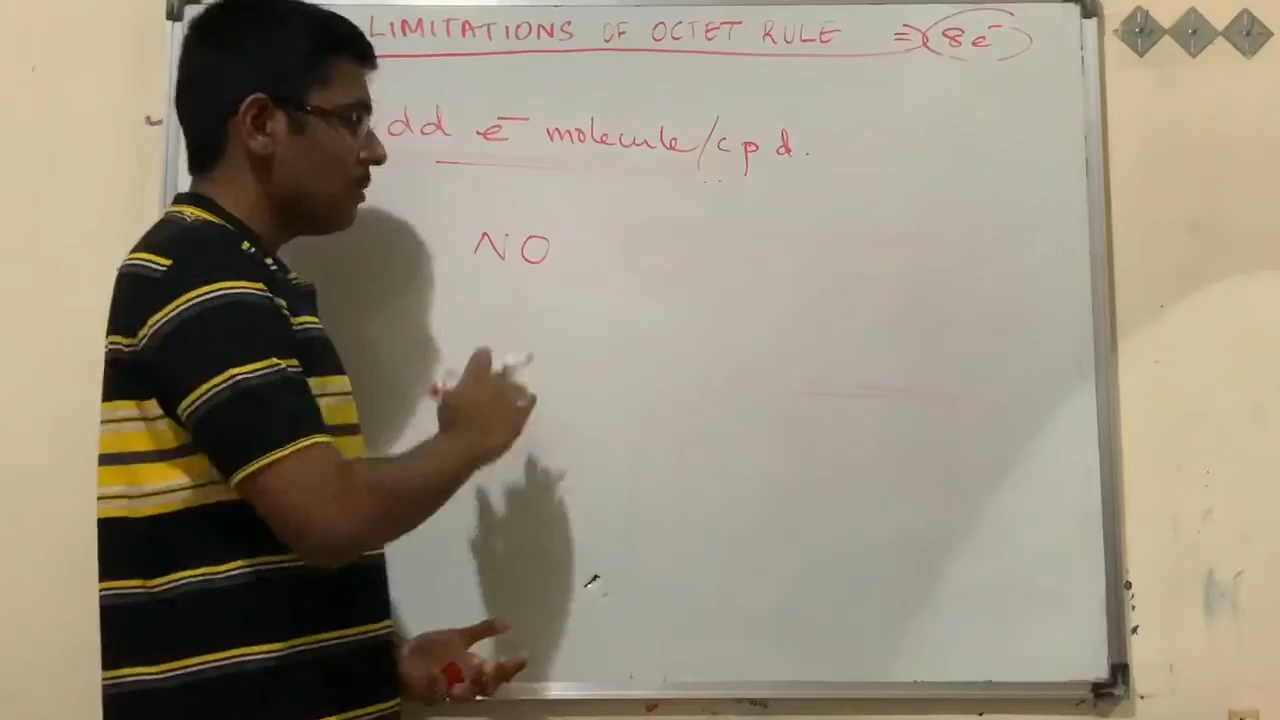 LIMITATIONS OF OCTET RULE ⇒ 8e⁻
dd e⁻ molecule/cpd.
NO